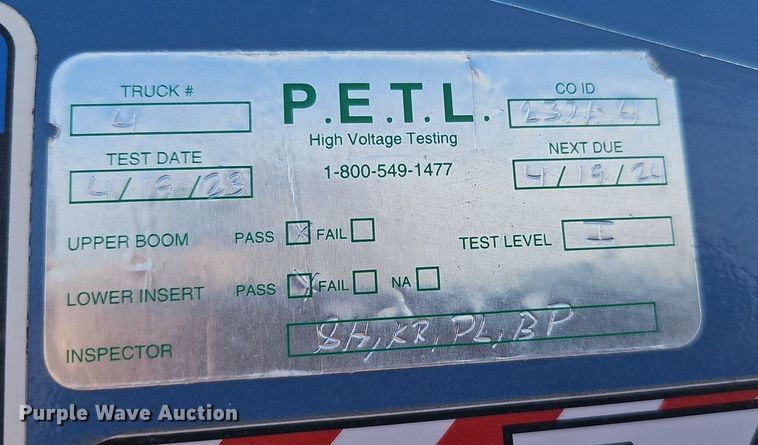 TRUCK #
4
P.E.T.L.
High Voltage Testing
1-800-549-1477
CO ID
TEST DATE
4/19/23
NEXT DUE
4/19/24
UPPER BOOM PASS X FAIL
TEST LEVEL I
LOWER INSERT PASS X FAIL NA
INSPECTOR SH, KR, PL, BP
Purple Wave Auction